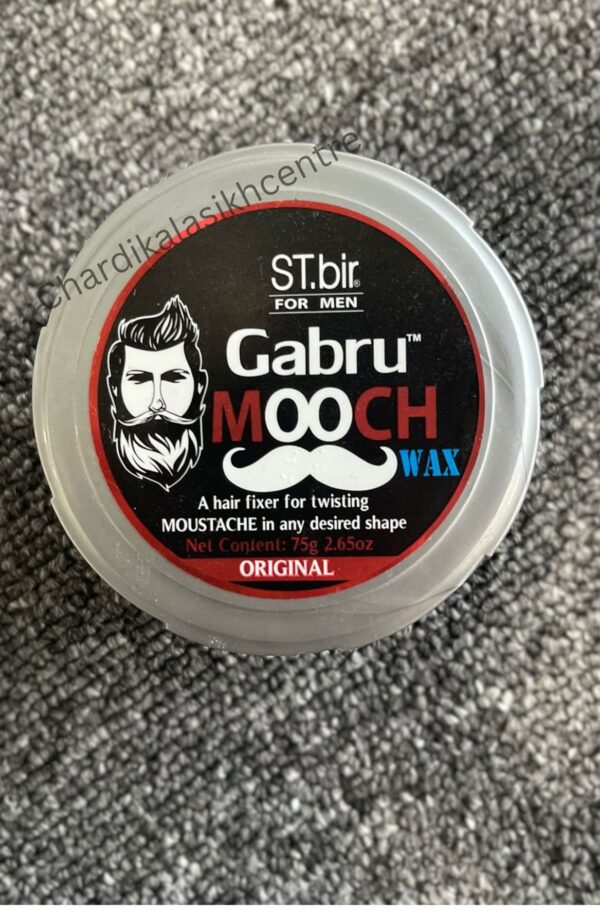 Chardikalasikhcentre
ST.bir®
FOR MEN
Gabru™
MOOCH
WAX
A hair fixer for twisting
MOUSTACHE in any desired shape
Net Content: 75g 2.65oz
ORIGINAL